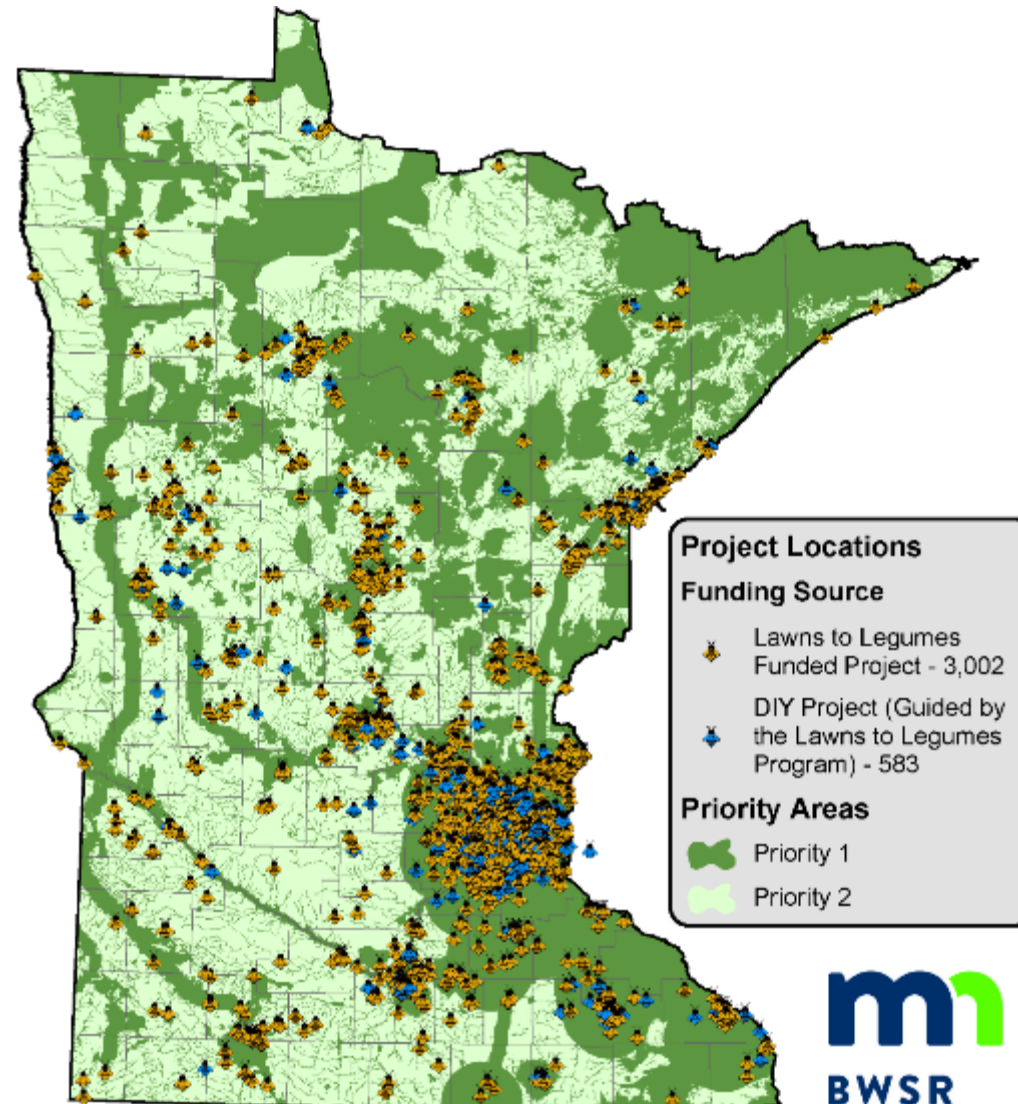 Project Locations
Funding Source
Lawns to Legumes
Funded Project - 3,002
DIY Project (Guided by
the Lawns to Legumes
Program) - 583
Priority Areas
Priority 1
Priority 2
mn
BWSR